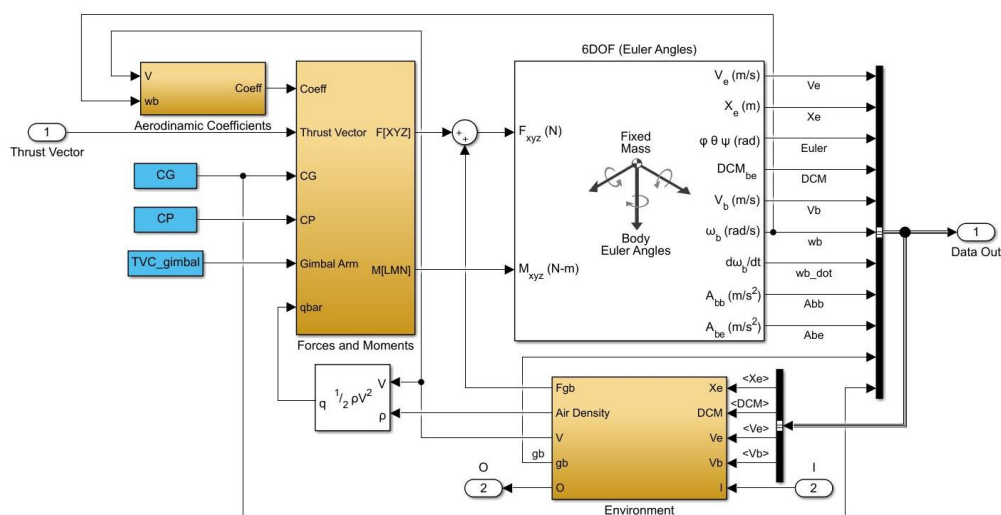 6DOF (Euler Angles)
V
wb
Coeff
Aerodinamic Coefficients
1
Thrust Vector
CG
CP
TVC_gimbal
Coeff
Thrust Vector
CG
CP
Gimbal Arm
qbar
F[XYZ]
M[LMN]
Forces and Moments
+
+
F_xyz (N)
M_xyz (N-m)
Fixed
Mass
Body
Euler Angles
V_e (m/s)
X_e (m)
φ θ ψ (rad)
DCM_be
V_b (m/s)
ω_b (rad/s)
dω_b/dt
A_bb (m/s²)
A_be (m/s²)
Ve
Xe
Euler
DCM
Vb
wb
wb_dot
Abb
Abe
1
Data Out
q
1/2 ρV²
V
ρ
Fgb
Air Density
V
gb
O
Xe
DCM
Ve
Vb
I
Environment
<Xe>
<DCM>
<Ve>
<Vb>
gb
O
2
I
2